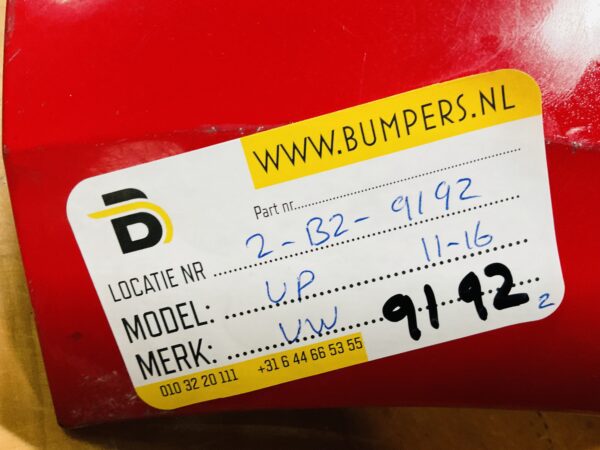 WWW.BUMPERS.NL
B
Part nr.
LOCATIE NR 2-B2-9192
MODEL: UP 11-16
MERK: VW 9192 2
010 32 20 111 +31 6 44 66 53 55